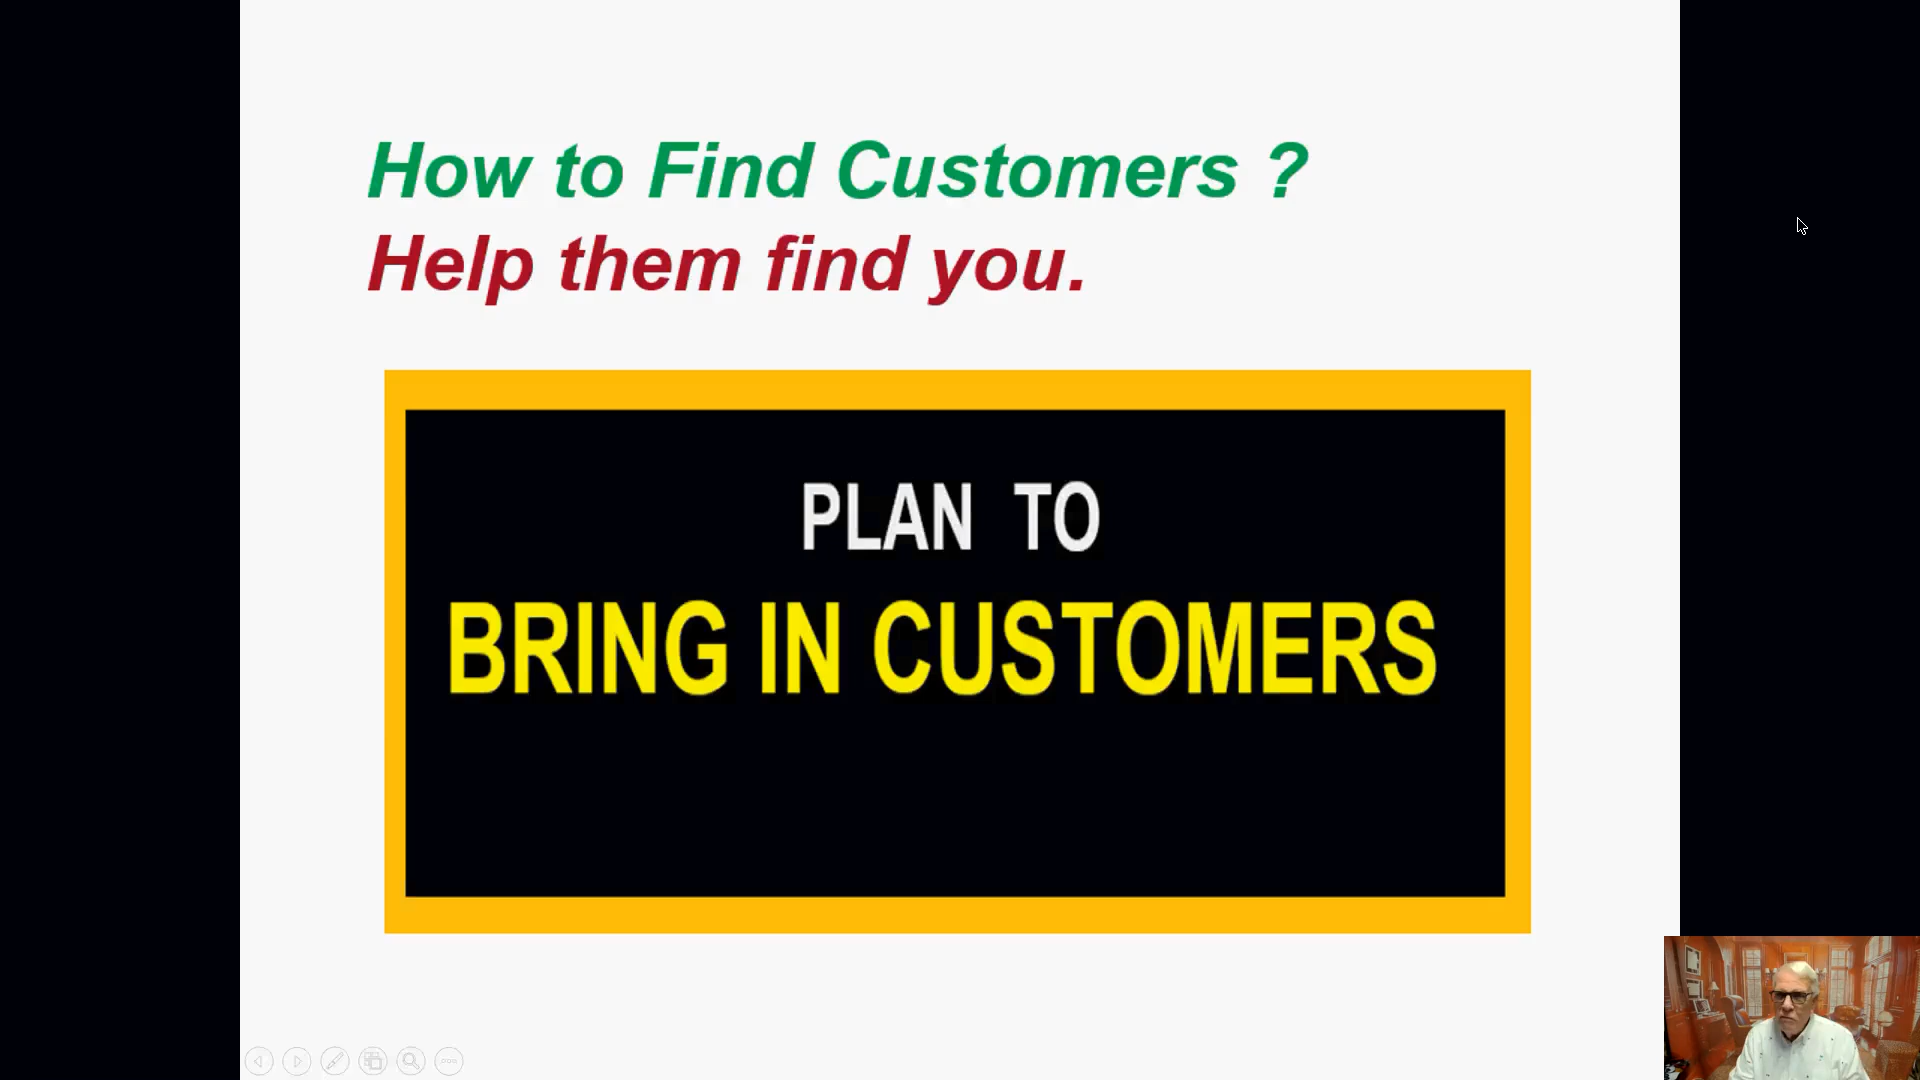 How to Find Customers ?
Help them find you.
PLAN TO
BRING IN CUSTOMERS